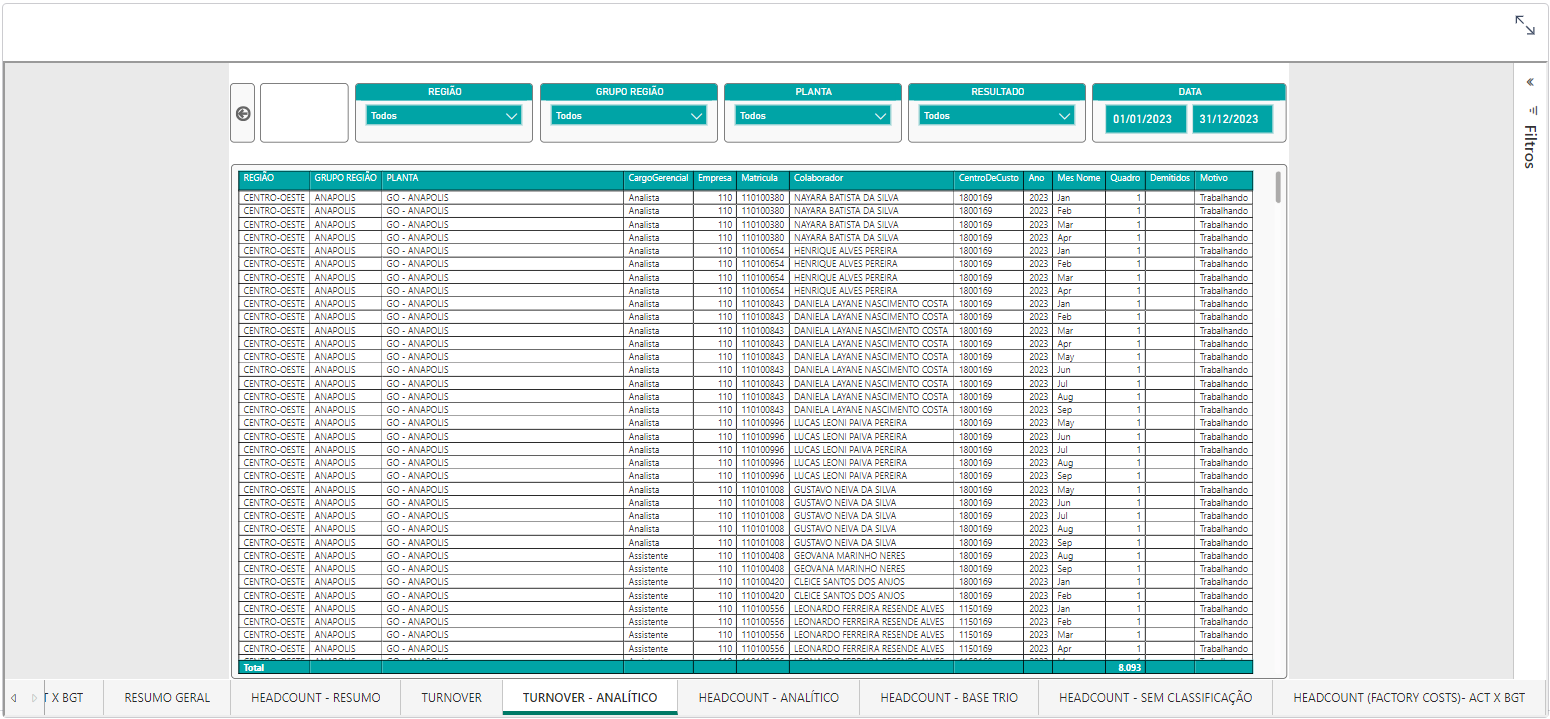 REGIÃO GRUPO REGIÃO PLANTA RESULTADO DATA
Todos Todos Todos Todos 01/01/2023 31/12/2023
Filtros
REGIÃO GRUPO REGIÃO PLANTA CargoGerencial Empresa Matricula Colaborador CentroDeCusto Ano Mes Nome Quadro Demitidos Motivo
CENTRO-OESTE ANAPOLIS GO - ANAPOLIS Analista 110 110100380 NAYARA BATISTA DA SILVA 1800169 2023 Jan 1 Trabalhando
CENTRO-OESTE ANAPOLIS GO - ANAPOLIS Analista 110 110100380 NAYARA BATISTA DA SILVA 1800169 2023 Feb 1 Trabalhando
CENTRO-OESTE ANAPOLIS GO - ANAPOLIS Analista 110 110100380 NAYARA BATISTA DA SILVA 1800169 2023 Mar 1 Trabalhando
CENTRO-OESTE ANAPOLIS GO - ANAPOLIS Analista 110 110100380 NAYARA BATISTA DA SILVA 1800169 2023 Apr 1 Trabalhando
CENTRO-OESTE ANAPOLIS GO - ANAPOLIS Analista 110 110100654 HENRIQUE ALVES PEREIRA 1800169 2023 Jan 1 Trabalhando
CENTRO-OESTE ANAPOLIS GO - ANAPOLIS Analista 110 110100654 HENRIQUE ALVES PEREIRA 1800169 2023 Feb 1 Trabalhando
CENTRO-OESTE ANAPOLIS GO - ANAPOLIS Analista 110 110100654 HENRIQUE ALVES PEREIRA 1800169 2023 Mar 1 Trabalhando
CENTRO-OESTE ANAPOLIS GO - ANAPOLIS Analista 110 110100654 HENRIQUE ALVES PEREIRA 1800169 2023 Apr 1 Trabalhando
CENTRO-OESTE ANAPOLIS GO - ANAPOLIS Analista 110 110100843 DANIELA LAYANE NASCIMENTO COSTA 1800169 2023 Jan 1 Trabalhando
CENTRO-OESTE ANAPOLIS GO - ANAPOLIS Analista 110 110100843 DANIELA LAYANE NASCIMENTO COSTA 1800169 2023 Feb 1 Trabalhando
CENTRO-OESTE ANAPOLIS GO - ANAPOLIS Analista 110 110100843 DANIELA LAYANE NASCIMENTO COSTA 1800169 2023 Mar 1 Trabalhando
CENTRO-OESTE ANAPOLIS GO - ANAPOLIS Analista 110 110100843 DANIELA LAYANE NASCIMENTO COSTA 1800169 2023 Apr 1 Trabalhando
CENTRO-OESTE ANAPOLIS GO - ANAPOLIS Analista 110 110100843 DANIELA LAYANE NASCIMENTO COSTA 1800169 2023 May 1 Trabalhando
CENTRO-OESTE ANAPOLIS GO - ANAPOLIS Analista 110 110100843 DANIELA LAYANE NASCIMENTO COSTA 1800169 2023 Jun 1 Trabalhando
CENTRO-OESTE ANAPOLIS GO - ANAPOLIS Analista 110 110100843 DANIELA LAYANE NASCIMENTO COSTA 1800169 2023 Jul 1 Trabalhando
CENTRO-OESTE ANAPOLIS GO - ANAPOLIS Analista 110 110100843 DANIELA LAYANE NASCIMENTO COSTA 1800169 2023 Aug 1 Trabalhando
CENTRO-OESTE ANAPOLIS GO - ANAPOLIS Analista 110 110100843 DANIELA LAYANE NASCIMENTO COSTA 1800169 2023 Sep 1 Trabalhando
CENTRO-OESTE ANAPOLIS GO - ANAPOLIS Analista 110 110100996 LUCAS LEONI PAIVA PEREIRA 1800169 2023 May 1 Trabalhando
CENTRO-OESTE ANAPOLIS GO - ANAPOLIS Analista 110 110100996 LUCAS LEONI PAIVA PEREIRA 1800169 2023 Jun 1 Trabalhando
CENTRO-OESTE ANAPOLIS GO - ANAPOLIS Analista 110 110100996 LUCAS LEONI PAIVA PEREIRA 1800169 2023 Jul 1 Trabalhando
CENTRO-OESTE ANAPOLIS GO - ANAPOLIS Analista 110 110100996 LUCAS LEONI PAIVA PEREIRA 1800169 2023 Aug 1 Trabalhando
CENTRO-OESTE ANAPOLIS GO - ANAPOLIS Analista 110 110100996 LUCAS LEONI PAIVA PEREIRA 1800169 2023 Sep 1 Trabalhando
CENTRO-OESTE ANAPOLIS GO - ANAPOLIS Analista 110 110101008 GUSTAVO NEIVA DA SILVA 1800169 2023 May 1 Trabalhando
CENTRO-OESTE ANAPOLIS GO - ANAPOLIS Analista 110 110101008 GUSTAVO NEIVA DA SILVA 1800169 2023 Jun 1 Trabalhando
CENTRO-OESTE ANAPOLIS GO - ANAPOLIS Analista 110 110101008 GUSTAVO NEIVA DA SILVA 1800169 2023 Jul 1 Trabalhando
CENTRO-OESTE ANAPOLIS GO - ANAPOLIS Analista 110 110101008 GUSTAVO NEIVA DA SILVA 1800169 2023 Aug 1 Trabalhando
CENTRO-OESTE ANAPOLIS GO - ANAPOLIS Analista 110 110101008 GUSTAVO NEIVA DA SILVA 1800169 2023 Sep 1 Trabalhando
CENTRO-OESTE ANAPOLIS GO - ANAPOLIS Assistente 110 110100408 GEOVANA MARINHO NERES 1800169 2023 Aug 1 Trabalhando
CENTRO-OESTE ANAPOLIS GO - ANAPOLIS Assistente 110 110100408 GEOVANA MARINHO NERES 1800169 2023 Sep 1 Trabalhando
CENTRO-OESTE ANAPOLIS GO - ANAPOLIS Assistente 110 110100420 CLEICE SANTOS DOS ANJOS 1800169 2023 Jan 1 Trabalhando
CENTRO-OESTE ANAPOLIS GO - ANAPOLIS Assistente 110 110100420 CLEICE SANTOS DOS ANJOS 1800169 2023 Feb 1 Trabalhando
CENTRO-OESTE ANAPOLIS GO - ANAPOLIS Assistente 110 110100556 LEONARDO FERREIRA RESENDE ALVES 1150169 2023 Jan 1 Trabalhando
CENTRO-OESTE ANAPOLIS GO - ANAPOLIS Assistente 110 110100556 LEONARDO FERREIRA RESENDE ALVES 1150169 2023 Feb 1 Trabalhando
CENTRO-OESTE ANAPOLIS GO - ANAPOLIS Assistente 110 110100556 LEONARDO FERREIRA RESENDE ALVES 1150169 2023 Mar 1 Trabalhando
CENTRO-OESTE ANAPOLIS GO - ANAPOLIS Assistente 110 110100556 LEONARDO FERREIRA RESENDE ALVES 1150169 2023 Apr 1 Trabalhando
Total 8.093
T X BGT RESUMO GERAL HEADCOUNT - RESUMO TURNOVER TURNOVER - ANALÍTICO HEADCOUNT - ANALÍTICO HEADCOUNT - BASE TRIO HEADCOUNT - SEM CLASSIFICAÇÃO HEADCOUNT (FACTORY COSTS)- ACT X BGT